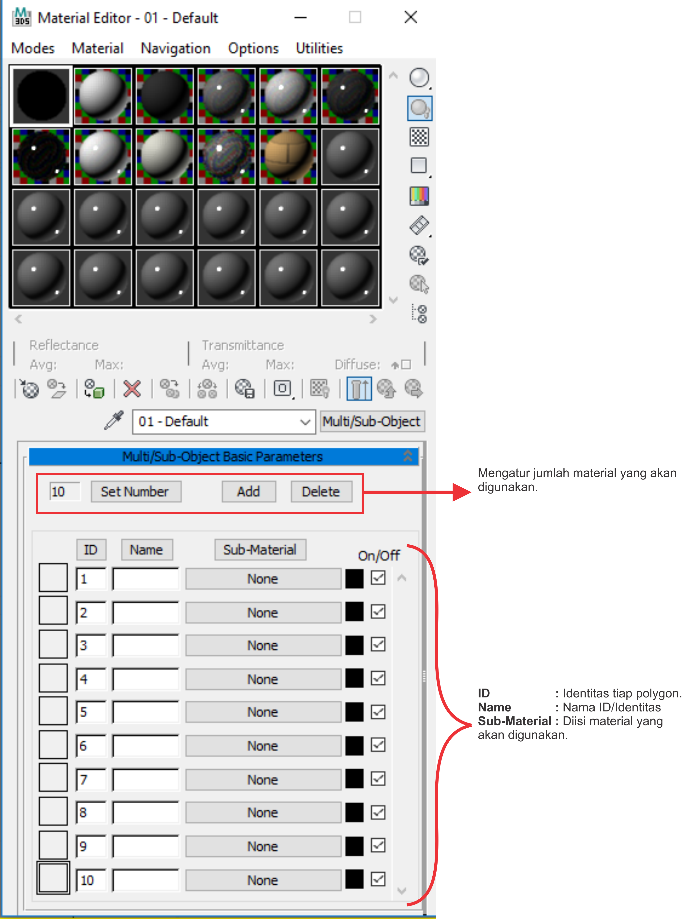 Material Editor - 01 - Default
Modes Material Navigation Options Utilities
Reflectance Transmittance
Avg: Max: Avg: Max: Diffuse:
01 - Default Multi/Sub-Object
Multi/Sub-Object Basic Parameters
10 Set Number Add Delete
Mengatur jumlah material yang akan
digunakan.
ID Name Sub-Material On/Off
1 None
2 None
3 None
4 None
5 None
6 None
7 None
8 None
9 None
10 None
ID : Identitas tiap polygon.
Name : Nama ID/Identitas
Sub-Material : Diisi material yang
akan digunakan.